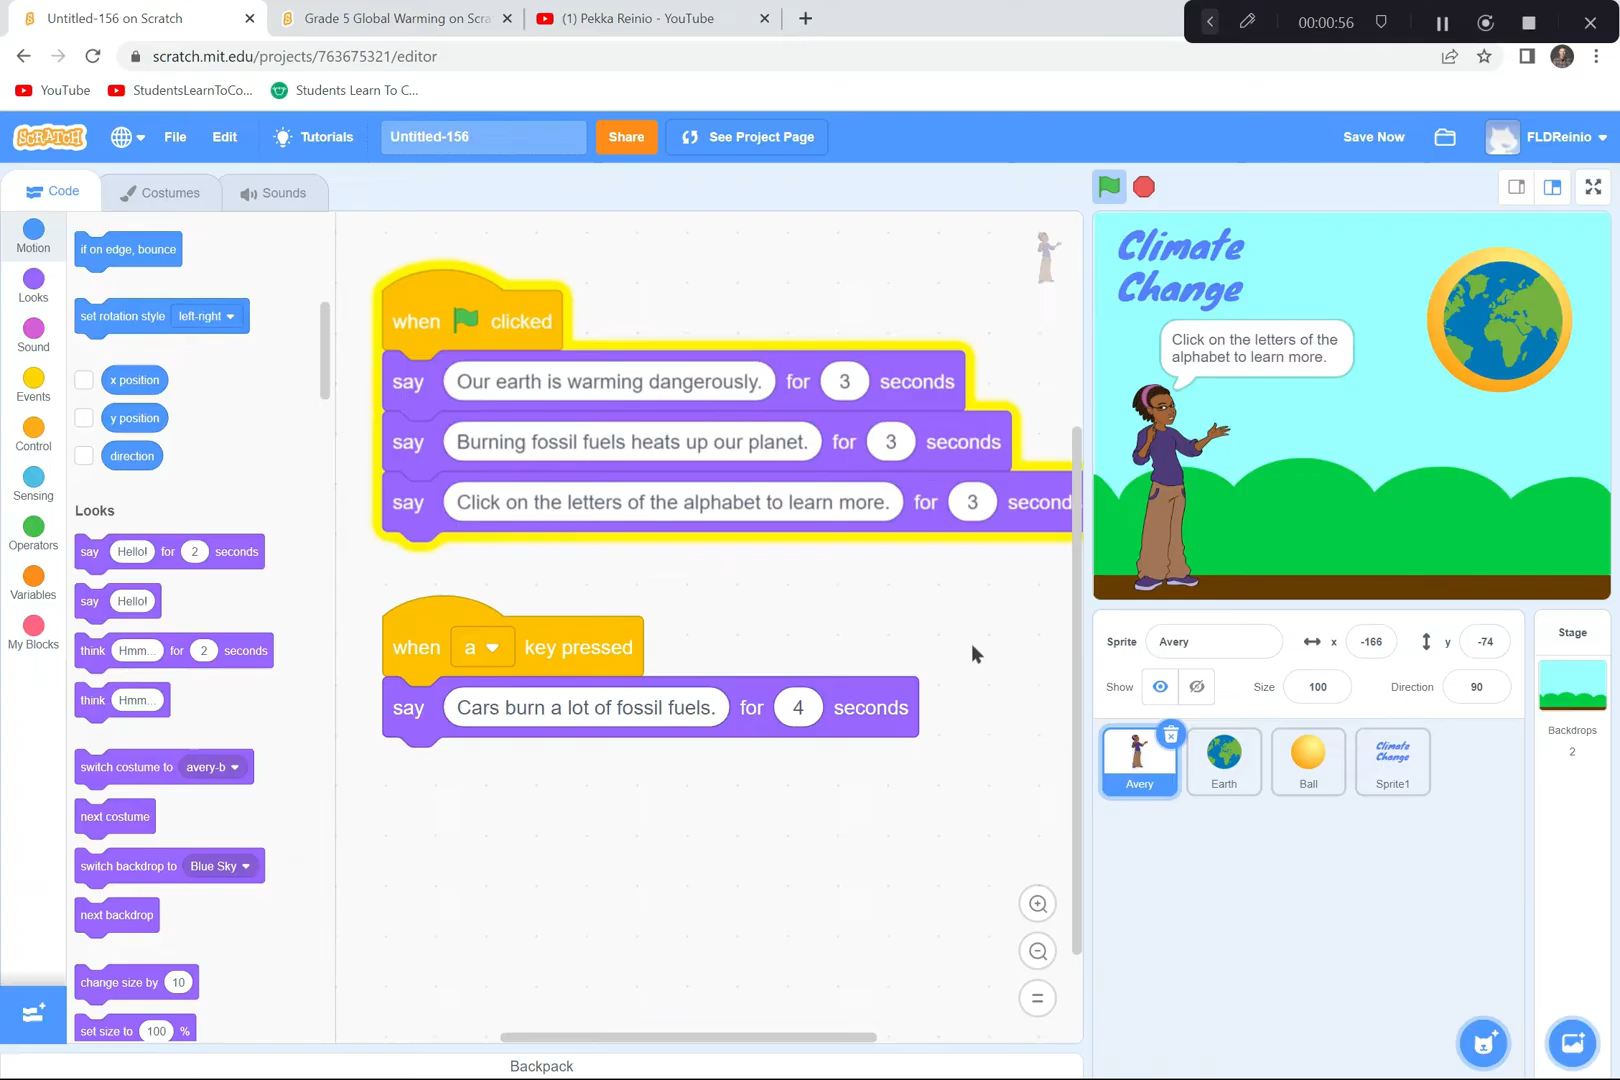 Untitled-156 on Scratch
Grade 5 Global Warming on Scra
(1) Pekka Reinio - YouTube
00:00:56
scratch.mit.edu/projects/763675321/editor
YouTube
StudentsLearnToCo...
Students Learn To C...
SCRATCH
File
Edit
Tutorials
Untitled-156
Share
See Project Page
Save Now
FLDReinio
Code
Costumes
Sounds
Motion
Looks
Sound
Events
Control
Sensing
Operators
Variables
My Blocks
if on edge, bounce
set rotation style left-right
x position
y position
direction
Looks
say Hello! for 2 seconds
say Hello!
think Hmm... for 2 seconds
think Hmm...
switch costume to avery-b
next costume
switch backdrop to Blue Sky
next backdrop
change size by 10
set size to 100 %
when clicked
say Our earth is warming dangerously. for 3 seconds
say Burning fossil fuels heats up our planet. for 3 seconds
say Click on the letters of the alphabet to learn more. for 3 second
when a key pressed
say Cars burn a lot of fossil fuels. for 4 seconds
Backpack
Climate
Change
Click on the letters of the
alphabet to learn more.
Sprite Avery x -166 y -74
Show Size 100 Direction 90
Avery
Earth
Ball
Climate
Change
Sprite1
Stage
Backdrops
2